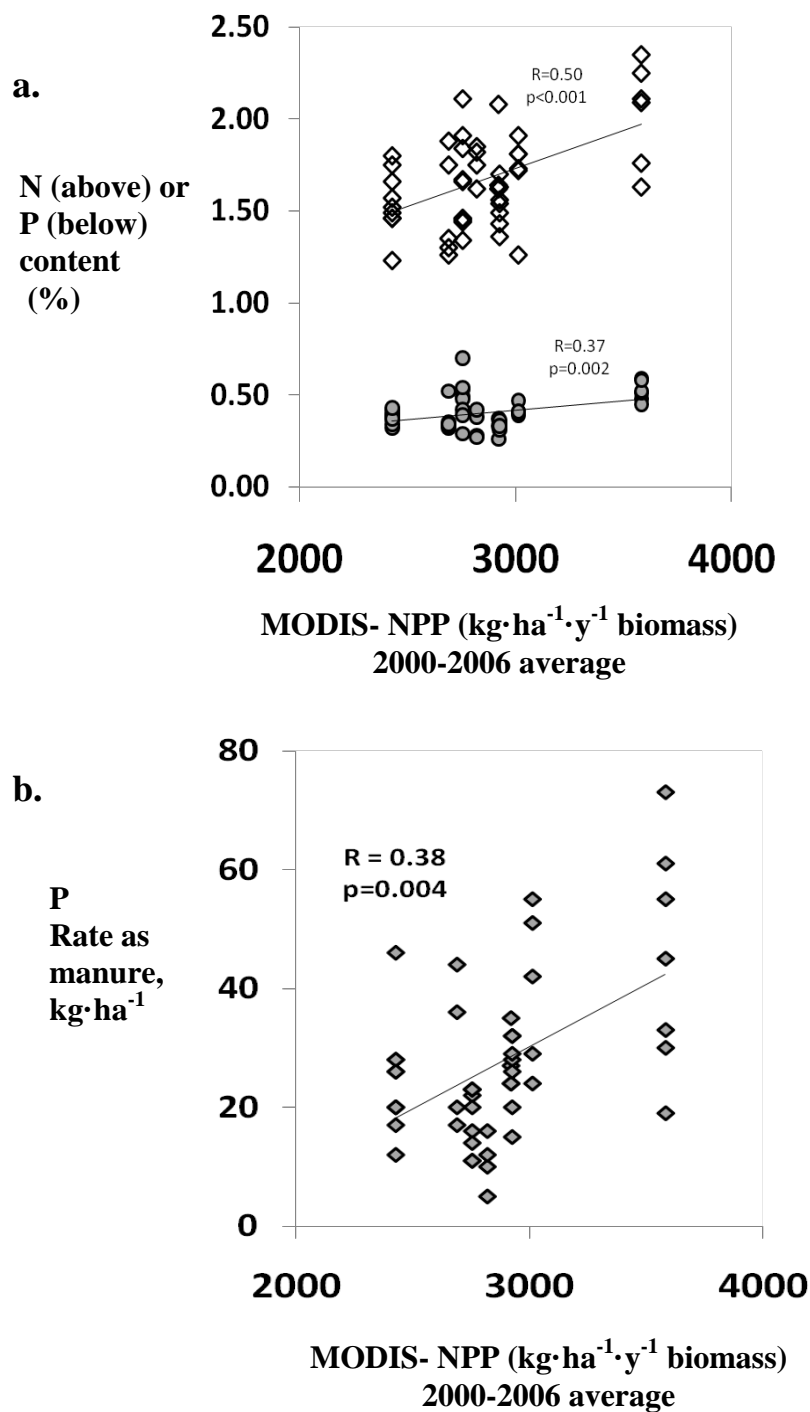 a.
N (above) or
P (below)
content
(%)
2.50
2.00
1.50
1.00
0.50
0.00
R=0.50
p<0.001
R=0.37
p=0.002
2000 3000 4000
MODIS- NPP (kg·ha⁻¹·y⁻¹ biomass)
2000-2006 average
b.
P
Rate as
manure,
kg·ha⁻¹
80
60
40
20
0
R = 0.38
p=0.004
2000 3000 4000
MODIS- NPP (kg·ha⁻¹·y⁻¹ biomass)
2000-2006 average